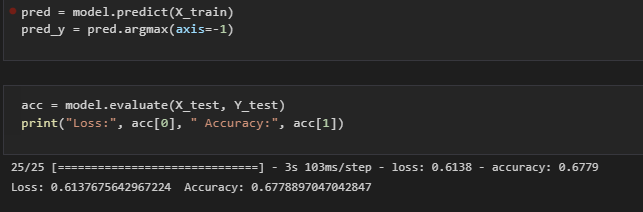 pred = model.predict(X_train)
pred_y = pred.argmax(axis=-1)
acc = model.evaluate(X_test, Y_test)
print("Loss:", acc[0], " Accuracy:", acc[1])
25/25 [==============================] - 3s 103ms/step - loss: 0.6138 - accuracy: 0.6779
Loss: 0.6137675642967224  Accuracy: 0.6778897047042847